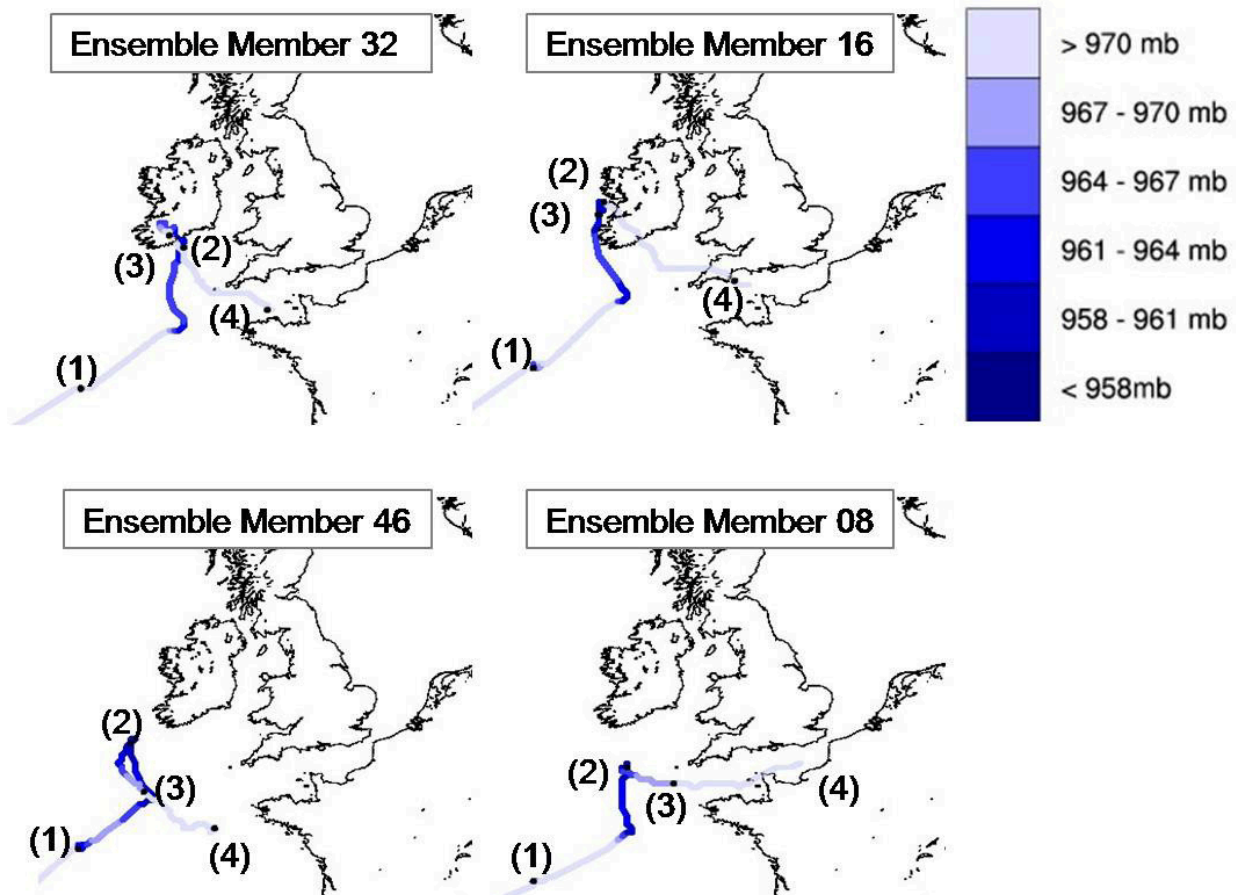 Ensemble Member 32
Ensemble Member 16
> 970 mb
967 - 970 mb
964 - 967 mb
961 - 964 mb
958 - 961 mb
< 958mb
(2)
(3)
(1)
(4)
(2)
(3)
(1)
(4)
Ensemble Member 46
Ensemble Member 08
(2)
(3)
(1)
(4)
(2)
(3)
(1)
(4)